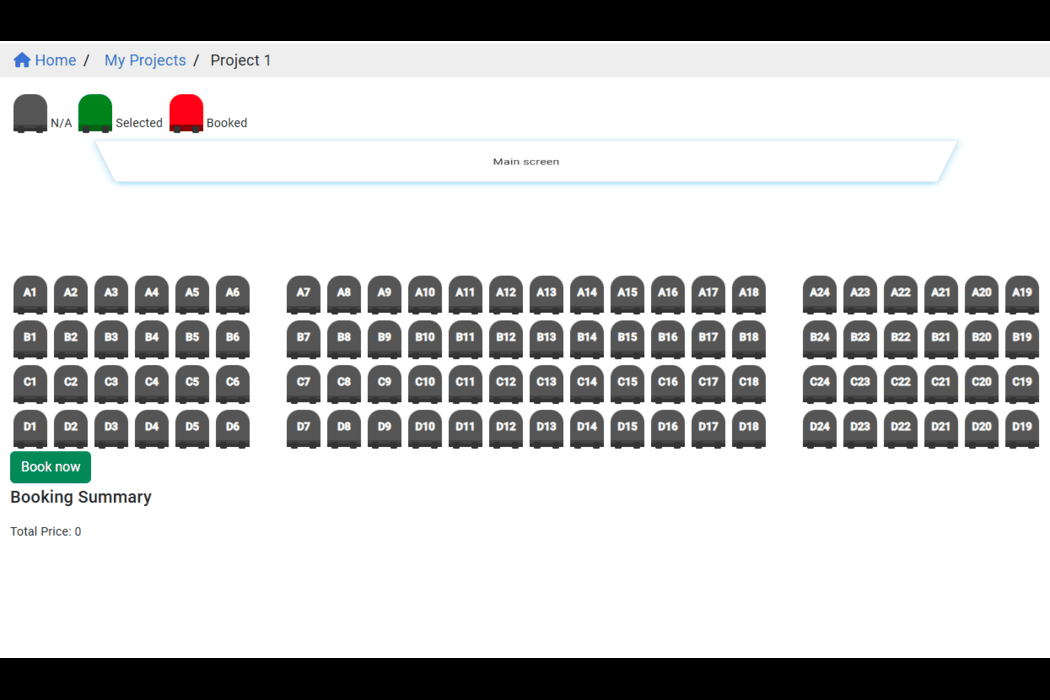 Home / My Projects / Project 1
N/A Selected Booked
Main screen
A1 A2 A3 A4 A5 A6 A7 A8 A9 A10 A11 A12 A13 A14 A15 A16 A17 A18 A24 A23 A22 A21 A20 A19
B1 B2 B3 B4 B5 B6 B7 B8 B9 B10 B11 B12 B13 B14 B15 B16 B17 B18 B24 B23 B22 B21 B20 B19
C1 C2 C3 C4 C5 C6 C7 C8 C9 C10 C11 C12 C13 C14 C15 C16 C17 C18 C24 C23 C22 C21 C20 C19
D1 D2 D3 D4 D5 D6 D7 D8 D9 D10 D11 D12 D13 D14 D15 D16 D17 D18 D24 D23 D22 D21 D20 D19
Book now
Booking Summary
Total Price: 0